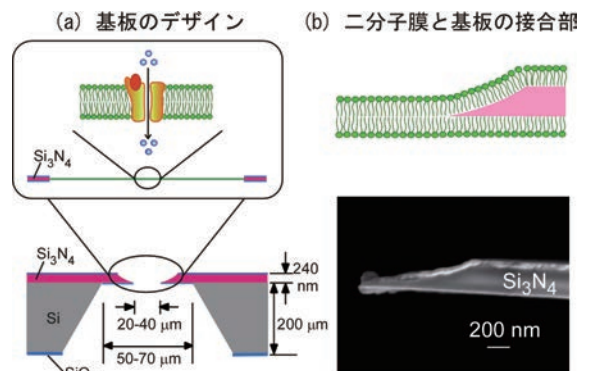 (a) 基板のデザイン
(b) 二分子膜と基板の接合部
Si₃N₄
Si₃N₄
240
nm
Si
20-40 μm
200 μm
50-70 μm
Si₃N₄
200 nm